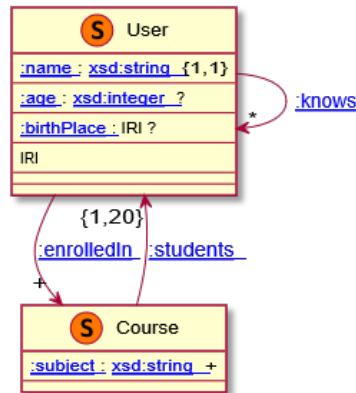 S User
:name : xsd:string {1,1}
:age : xsd:integer ?
:birthPlace : IRI ?
IRI
:knows
*
{1,20}
:enrolledIn :students
+
S Course
:subject : xsd:string +